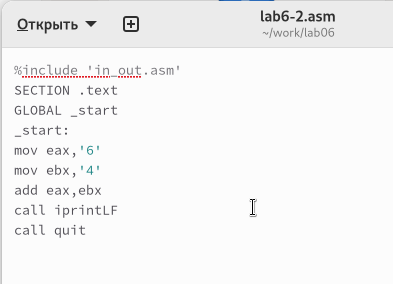 Открыть
lab6-2.asm
~/work/lab06
%include 'in_out.asm'
SECTION .text
GLOBAL _start
_start:
mov eax,'6'
mov ebx,'4'
add eax,ebx
call iprintLF
call quit